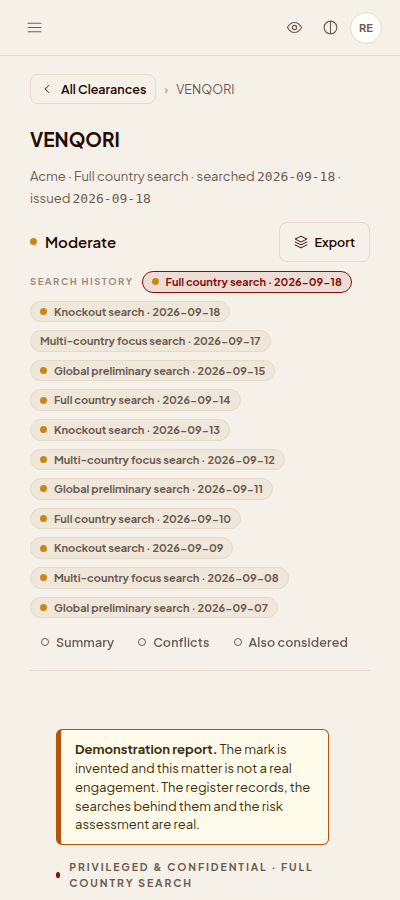 RE
All Clearances › VENQORI
VENQORI
Acme · Full country search · searched 2026-09-18 ·
issued 2026-09-18
Moderate
Export
SEARCH HISTORY Full country search · 2026-09-18
Knockout search · 2026-09-18
Multi-country focus search · 2026-09-17
Global preliminary search · 2026-09-15
Full country search · 2026-09-14
Knockout search · 2026-09-13
Multi-country focus search · 2026-09-12
Global preliminary search · 2026-09-11
Full country search · 2026-09-10
Knockout search · 2026-09-09
Multi-country focus search · 2026-09-08
Global preliminary search · 2026-09-07
Summary Conflicts Also considered
Demonstration report. The mark is
invented and this matter is not a real
engagement. The register records, the
searches behind them and the risk
assessment are real.
PRIVILEGED & CONFIDENTIAL · FULL
COUNTRY SEARCH